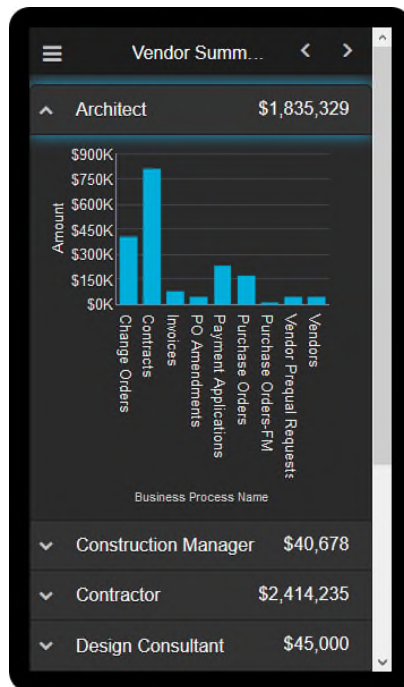 Vendor Summ...
Architect $1,835,329
$900K
$750K
$600K
$450K
$300K
$150K
$0K
Amount
Change Orders
Contracts
Invoices
PO Amendments
Payment Applications
Purchase Orders
Purchase Orders-FM
Vendor Prequal Requests
Vendors
Business Process Name
Construction Manager $40,678
Contractor $2,414,235
Design Consultant $45,000